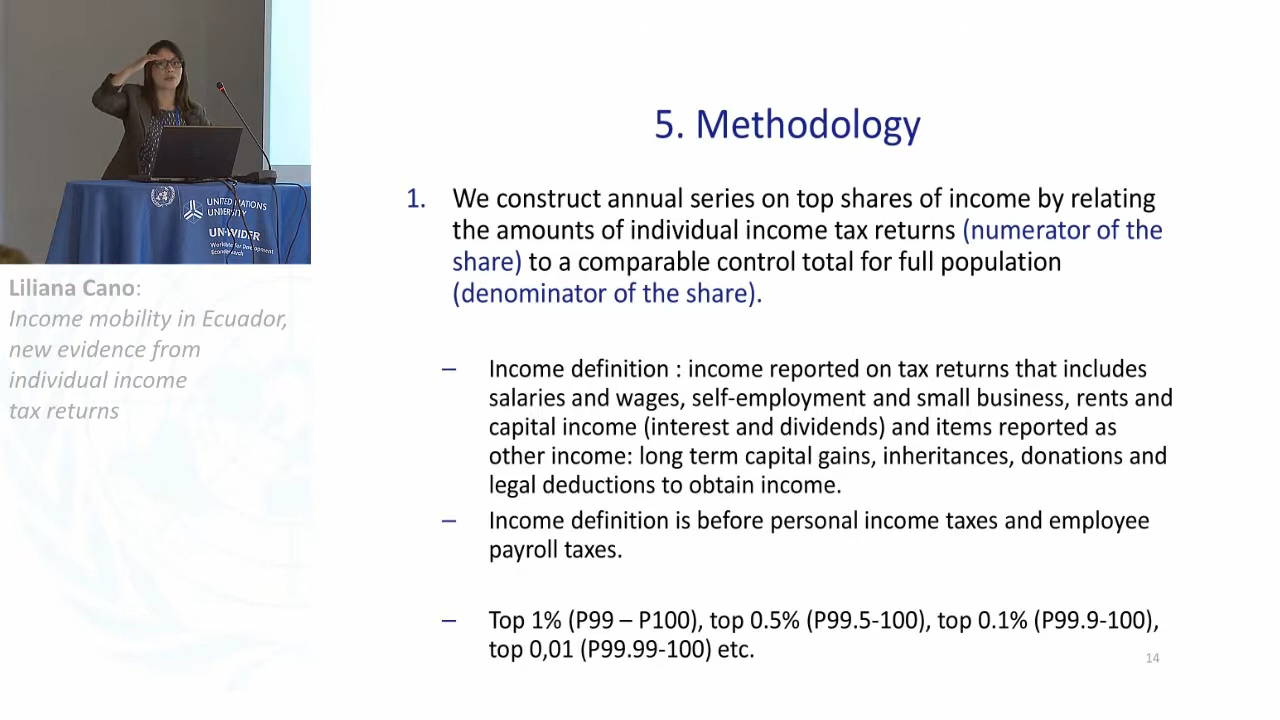 5. Methodology
1. We construct annual series on top shares of income by relating
the amounts of individual income tax returns (numerator of the
share) to a comparable control total for full population
(denominator of the share).
– Income definition : income reported on tax returns that includes
salaries and wages, self-employment and small business, rents and
capital income (interest and dividends) and items reported as
other income: long term capital gains, inheritances, donations and
legal deductions to obtain income.
– Income definition is before personal income taxes and employee
payroll taxes.
– Top 1% (P99 – P100), top 0.5% (P99.5-100), top 0.1% (P99.9-100),
top 0,01 (P99.99-100) etc.
14
UNITED NATIONS
UNIVERSITY
UNU-WIDER
Liliana Cano:
Income mobility in Ecuador,
new evidence from
individual income
tax returns